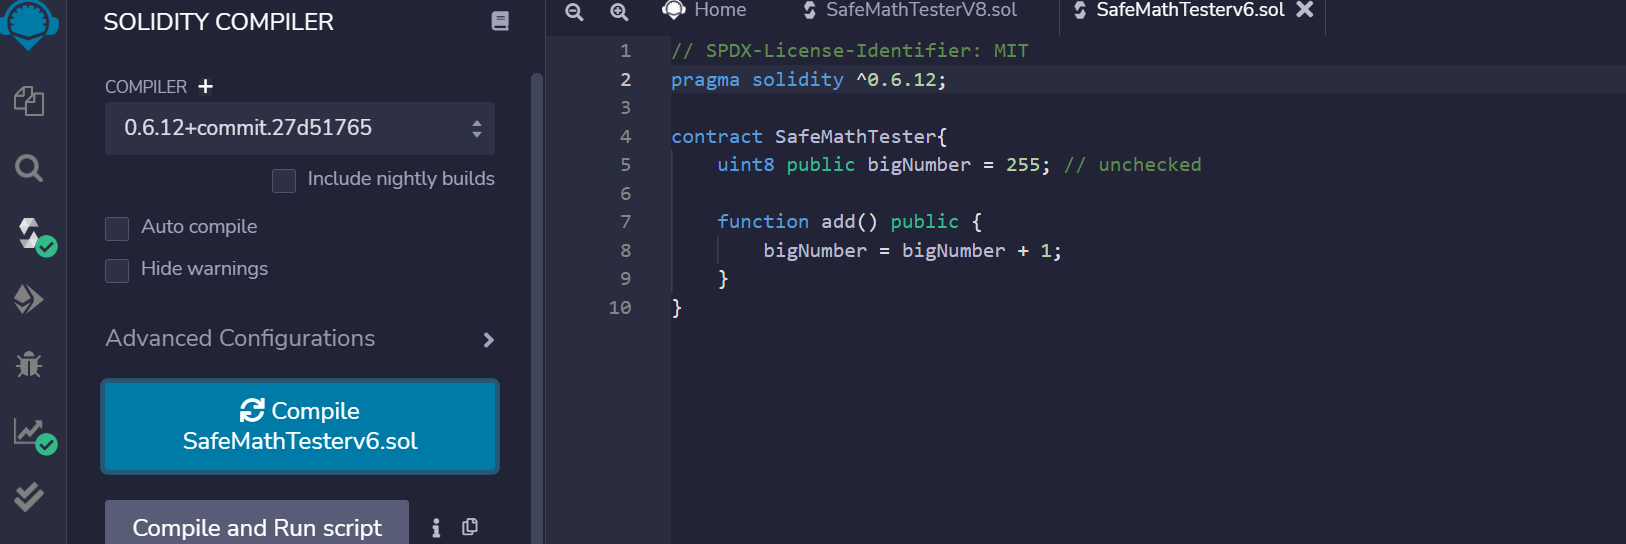 SOLIDITY COMPILER
COMPILER +
0.6.12+commit.27d51765
Include nightly builds
Auto compile
Hide warnings
Advanced Configurations
Compile
SafeMathTesterv6.sol
Compile and Run script
Home
SafeMathTesterV8.sol
SafeMathTesterv6.sol
1 // SPDX-License-Identifier: MIT
2 pragma solidity ^0.6.12;
3
4 contract SafeMathTester{
5     uint8 public bigNumber = 255; // unchecked
6
7     function add() public {
8         bigNumber = bigNumber + 1;
9     }
10 }